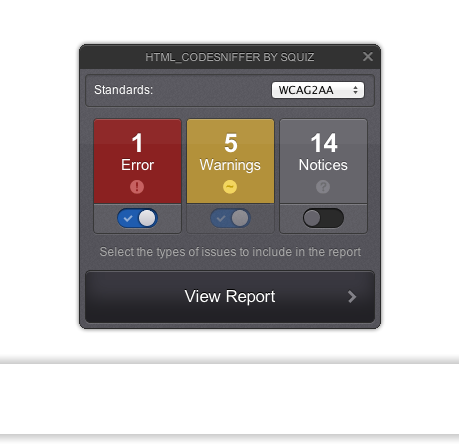 HTML_CODESNIFFER BY SQUIZ
Standards: WCAG2AA
1 5 14
Error Warnings Notices
Select the types of issues to include in the report
View Report